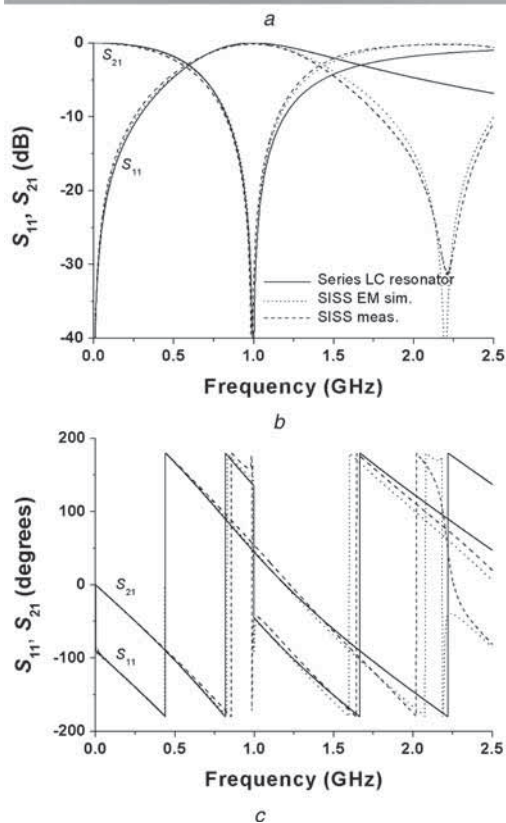 a
0
-10
-20
-30
-40
S11, S21 (dB)
S21
S11
Series LC resonator
SISS EM sim.
SISS meas.
0.0 0.5 1.0 1.5 2.0 2.5
Frequency (GHz)
b
200
100
0
-100
-200
S11, S21 (degrees)
S21
S11
0.0 0.5 1.0 1.5 2.0 2.5
Frequency (GHz)
c